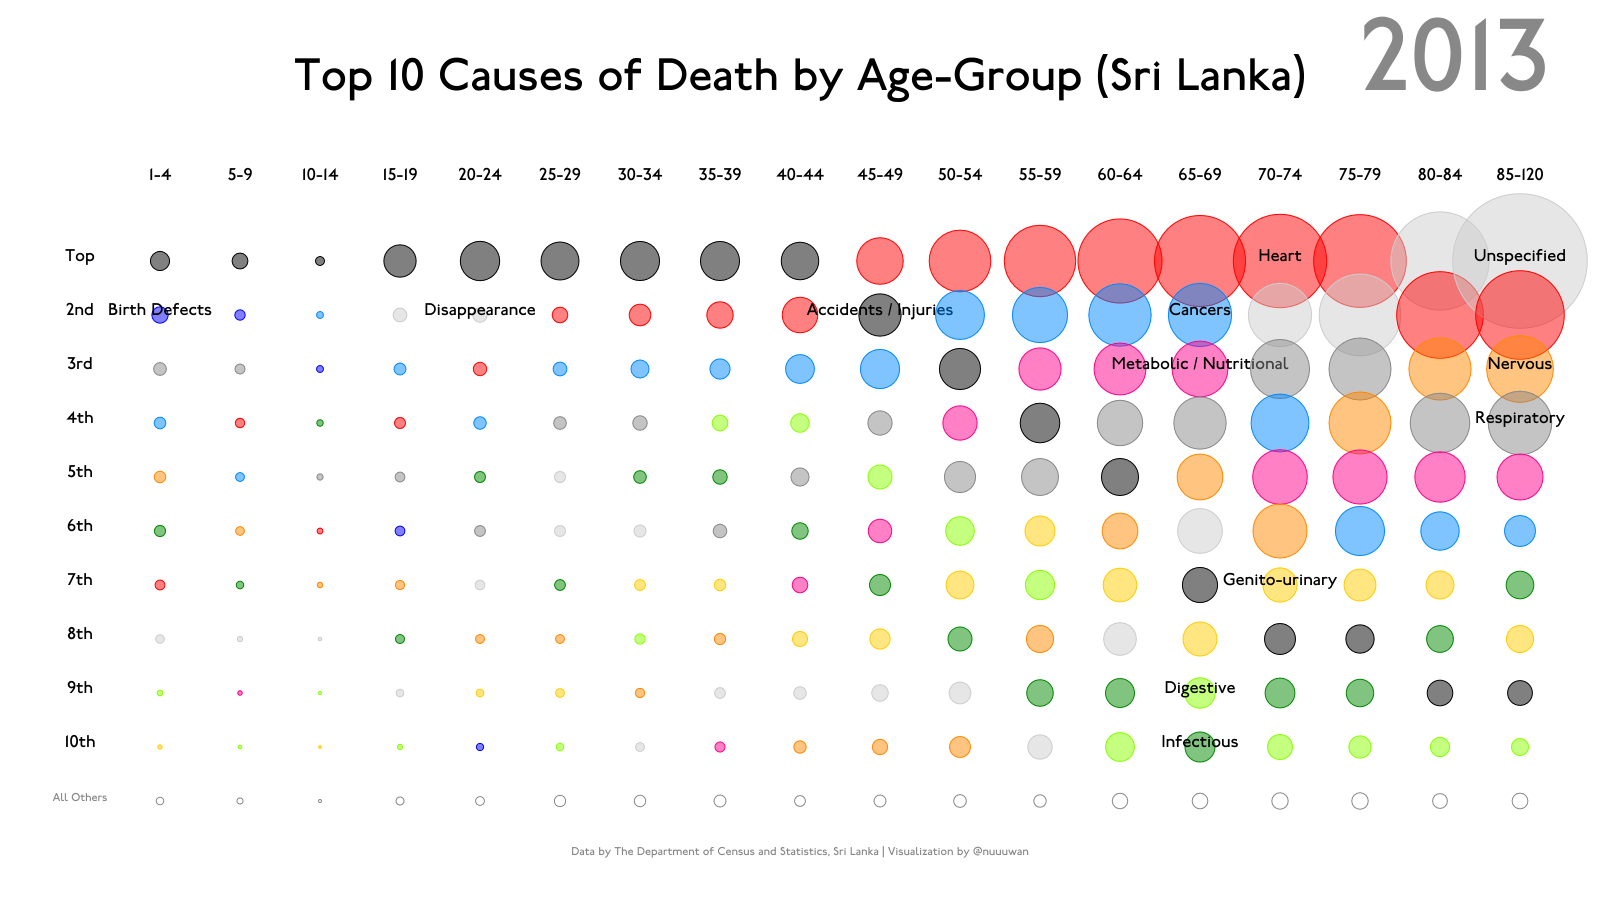 2013
Top 10 Causes of Death by Age-Group (Sri Lanka)
1-4 5-9 10-14 15-19 20-24 25-29 30-34 35-39 40-44 45-49 50-54 55-59 60-64 65-69 70-74 75-79 80-84 85-120
Top Heart Unspecified
2nd Birth Defects Disappearance Accidents / Injuries Cancers
3rd Metabolic / Nutritional Nervous
4th Respiratory
5th
6th
7th Genito-urinary
8th
9th Digestive
10th Infectious
All Others
Data by The Department of Census and Statistics, Sri Lanka | Visualization by @nuuuwan